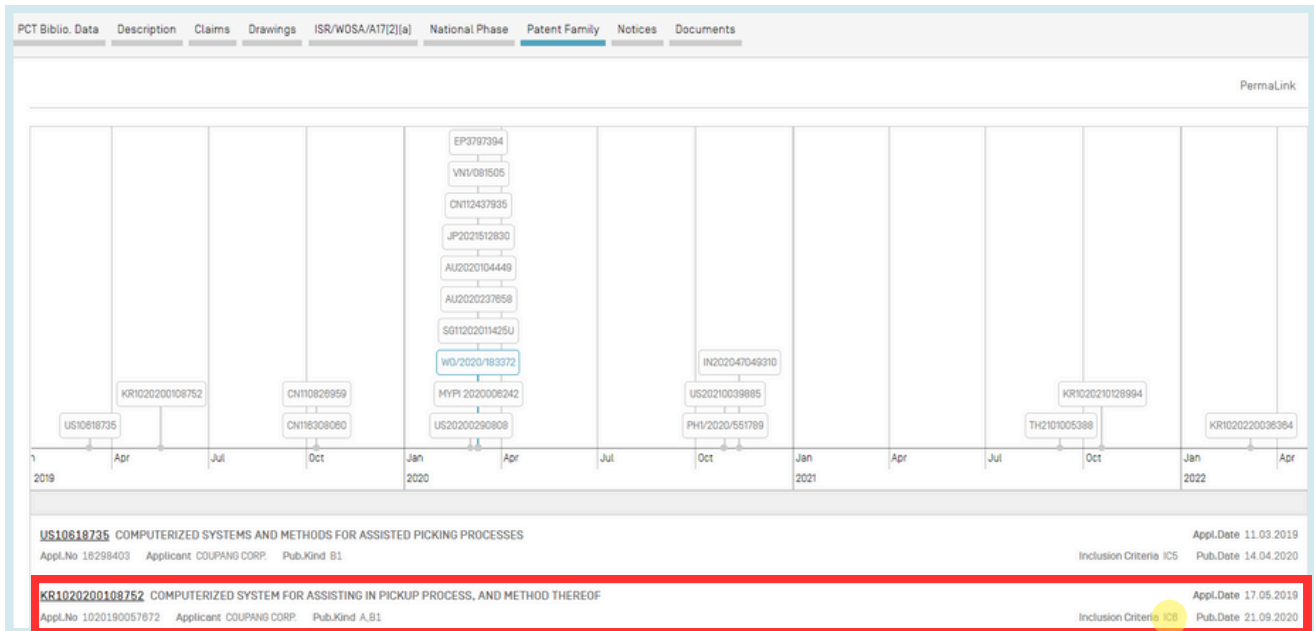 PCT Biblio. Data Description Claims Drawings ISR/WOSA/A17(2)(a) National Phase Patent Family Notices Documents
PermaLink
EP3797394
VN1/081505
CN112437935
JP2021512830
AU2020104449
AU2020237658
SG11202011425U
WO/2020/183372 IN202047049310
KR1020200108752 CN110826959 MYPI 2020006242 US20210039885 KR1020210128994
US10618735 CN116308060 US20200290808 PH1/2020/551789 TH2101005388 KR1020220036364
Apr Jul Oct Jan Apr Jul Oct Jan Apr Jul Oct Jan Apr
2019 2020 2021 2022
US10618735 COMPUTERIZED SYSTEMS AND METHODS FOR ASSISTED PICKING PROCESSES Appl.Date 11.03.2019
Appl.No 16298403 Applicant COUPANG CORP. Pub.Kind B1 Inclusion Criteria IC5 Pub.Date 14.04.2020
KR1020200108752 COMPUTERIZED SYSTEM FOR ASSISTING IN PICKUP PROCESS, AND METHOD THEREOF Appl.Date 17.05.2019
Appl.No 1020190057672 Applicant COUPANG CORP. Pub.Kind A,B1 Inclusion Criteria IC6 Pub.Date 21.09.2020